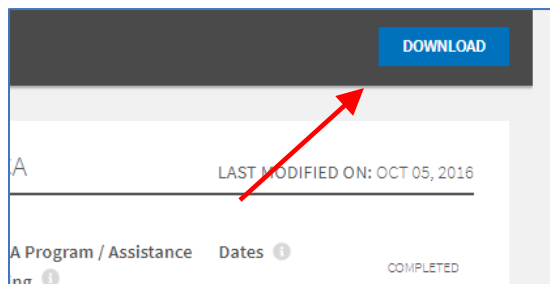 DOWNLOAD
LAST MODIFIED ON: OCT 05, 2016
A Program / Assistance
Dates
COMPLETED